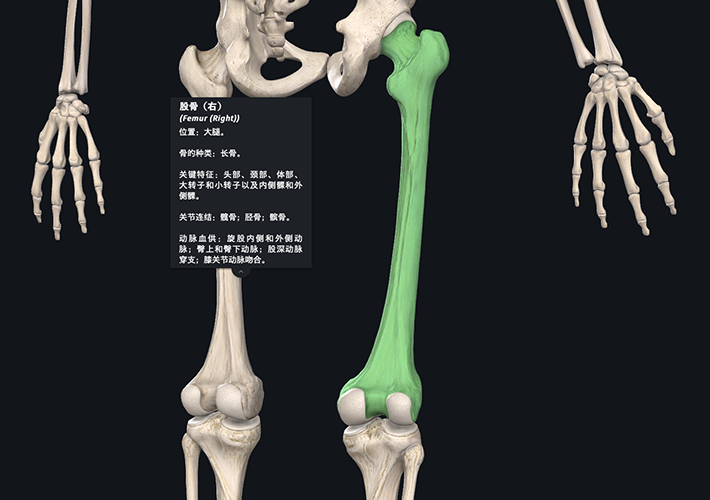 股骨（右）
(Femur (Right))
位置：大腿。
骨的种类：长骨。
关键特征：头部、颈部、体部、
大转子和小转子以及内侧髁和外
侧髁。
关节连结：髋骨；胫骨；髌骨。
动脉血供：旋股内侧和外侧动
脉；臀上和臀下动脉；股深动脉
穿支；膝关节动脉吻合。